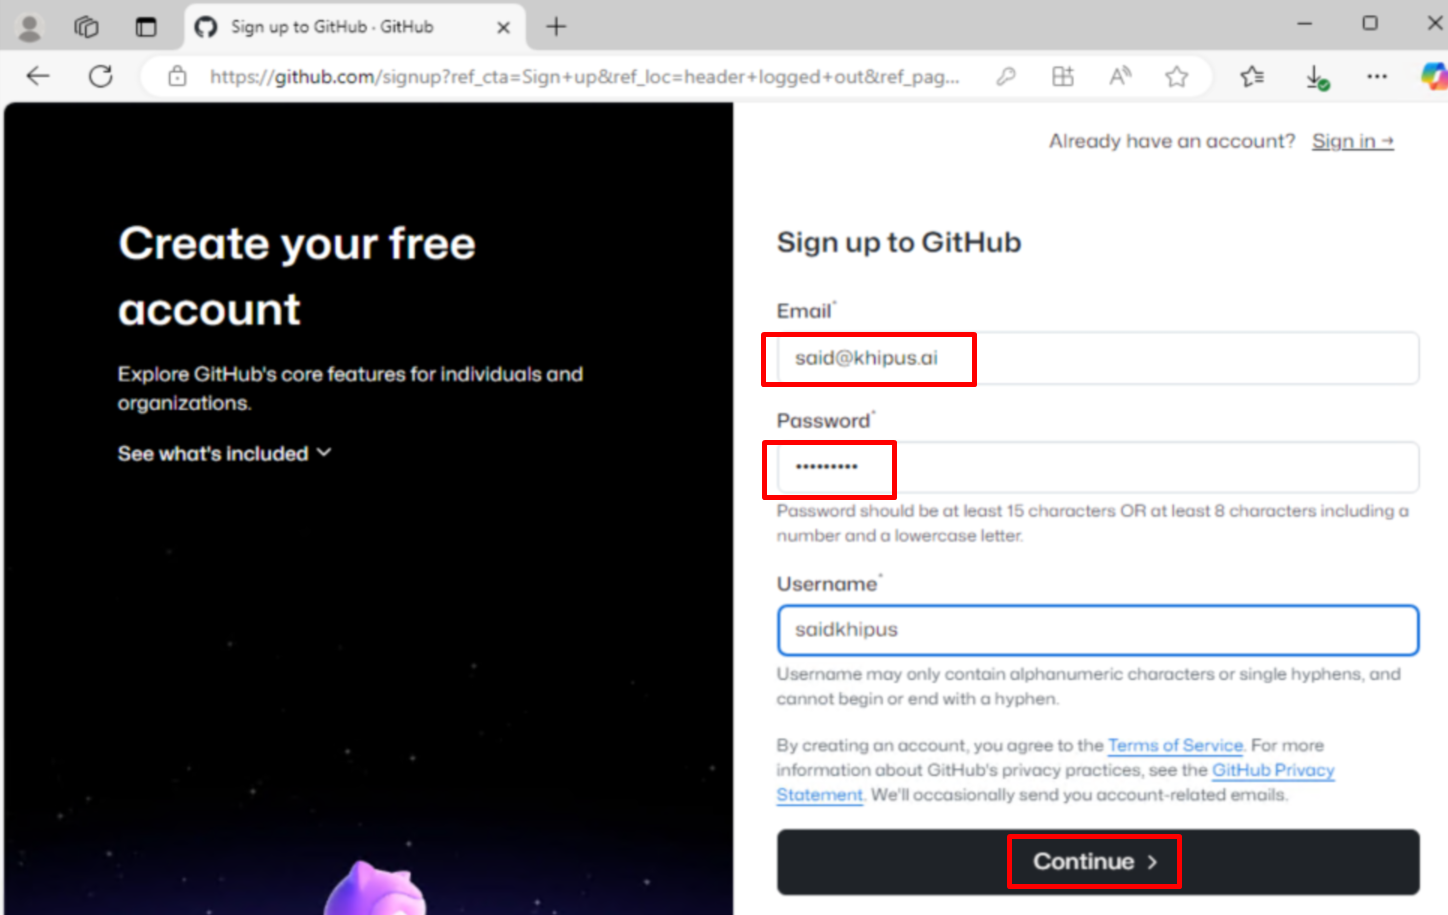 Sign up to GitHub · GitHub
https://github.com/signup?ref_cta=Sign+up&ref_loc=header+logged+out&ref_pag...
Already have an account? Sign in →
Create your free
account
Explore GitHub's core features for individuals and
organizations.
See what's included
Sign up to GitHub
Email*
said@khipus.ai
Password*
•••••••••
Password should be at least 15 characters OR at least 8 characters including a
number and a lowercase letter.
Username*
saidkhipus
Username may only contain alphanumeric characters or single hyphens, and
cannot begin or end with a hyphen.
By creating an account, you agree to the Terms of Service. For more
information about GitHub's privacy practices, see the GitHub Privacy
Statement. We'll occasionally send you account-related emails.
Continue >